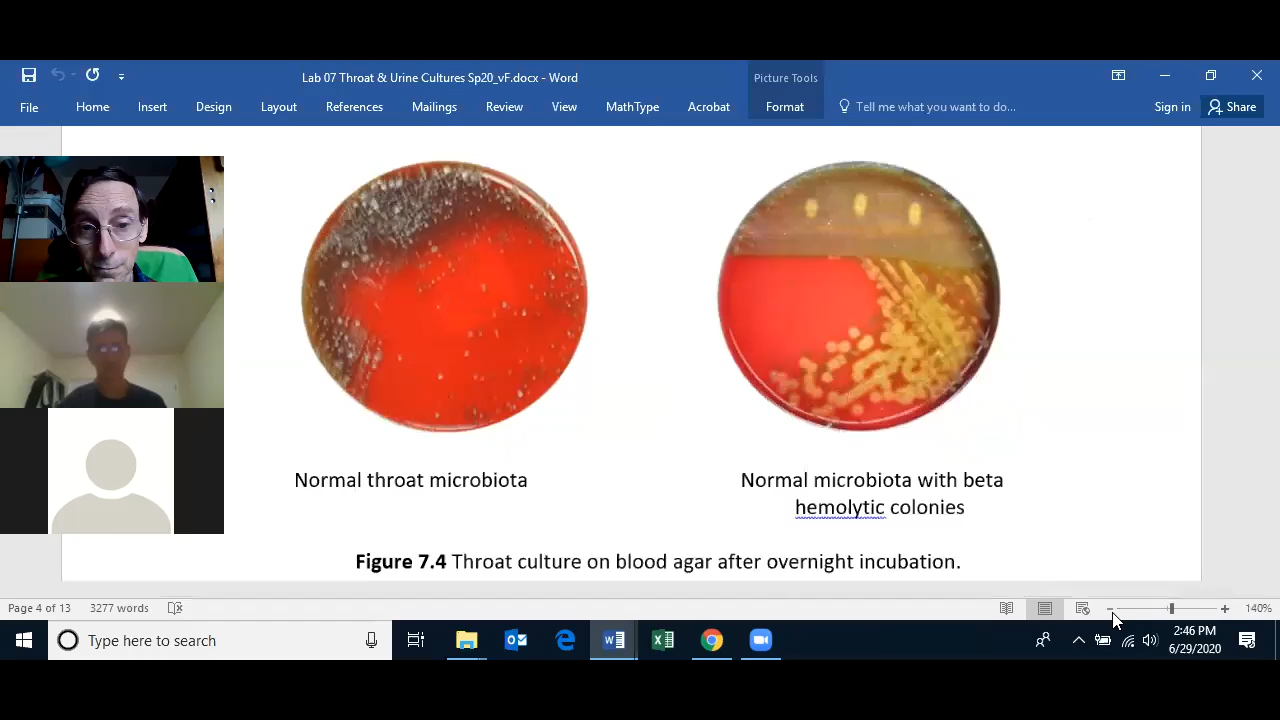 Lab 07 Throat & Urine Cultures Sp20_vF.docx - Word
Picture Tools
File Home Insert Design Layout References Mailings Review View MathType Acrobat Format Tell me what you want to do... Sign in Share
Normal throat microbiota
Normal microbiota with beta
hemolytic colonies
Figure 7.4 Throat culture on blood agar after overnight incubation.
Page 4 of 13 3277 words 140%
Type here to search
2:46 PM
6/29/2020